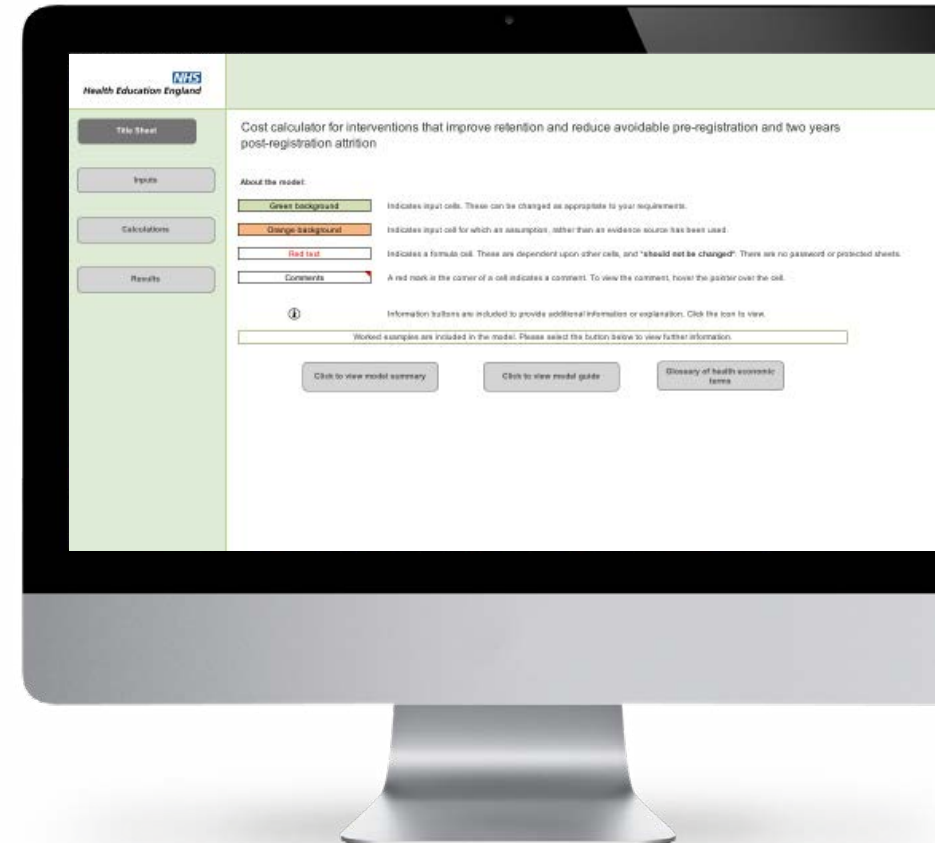 NHS
Health Education England
Title Sheet
Inputs
Calculations
Results
Cost calculator for interventions that improve retention and reduce avoidable pre-registration and two years
post-registration attrition
About the model:
Green background Indicates input cells. These can be changed as appropriate to your requirements.
Orange background Indicates input cell for which an assumption, rather than an evidence source has been used.
Red text Indicates a formula cell. These are dependent upon other cells, and "should not be changed". There are no password or protected sheets.
Comments A red mark in the corner of a cell indicates a comment. To view the comment, hover the pointer over the cell.
Information buttons are included to provide additional information or explanation. Click the icon to view.
Worked examples are included in the model. Please select the button below to view further information.
Click to view model summary
Click to view model guide
Glossary of health economic
terms